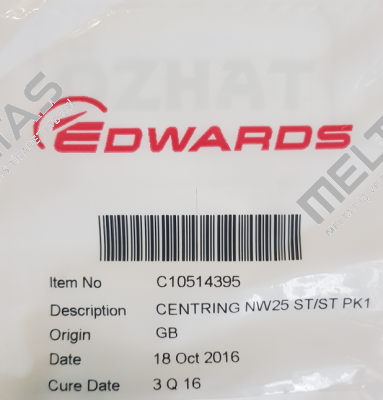 EDWARDS
Item No C10514395
Description CENTRING NW25 ST/ST PK1
Origin GB
Date 18 Oct 2016
Cure Date 3 Q 16